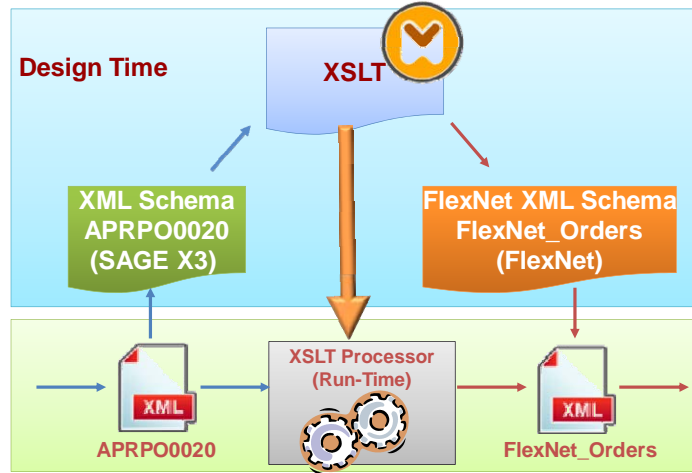 Design Time
XSLT
XML Schema
APRPO0020
(SAGE X3)
FlexNet XML Schema
FlexNet_Orders
(FlexNet)
XSLT Processor
(Run-Time)
XML
APRPO0020
XML
FlexNet_Orders